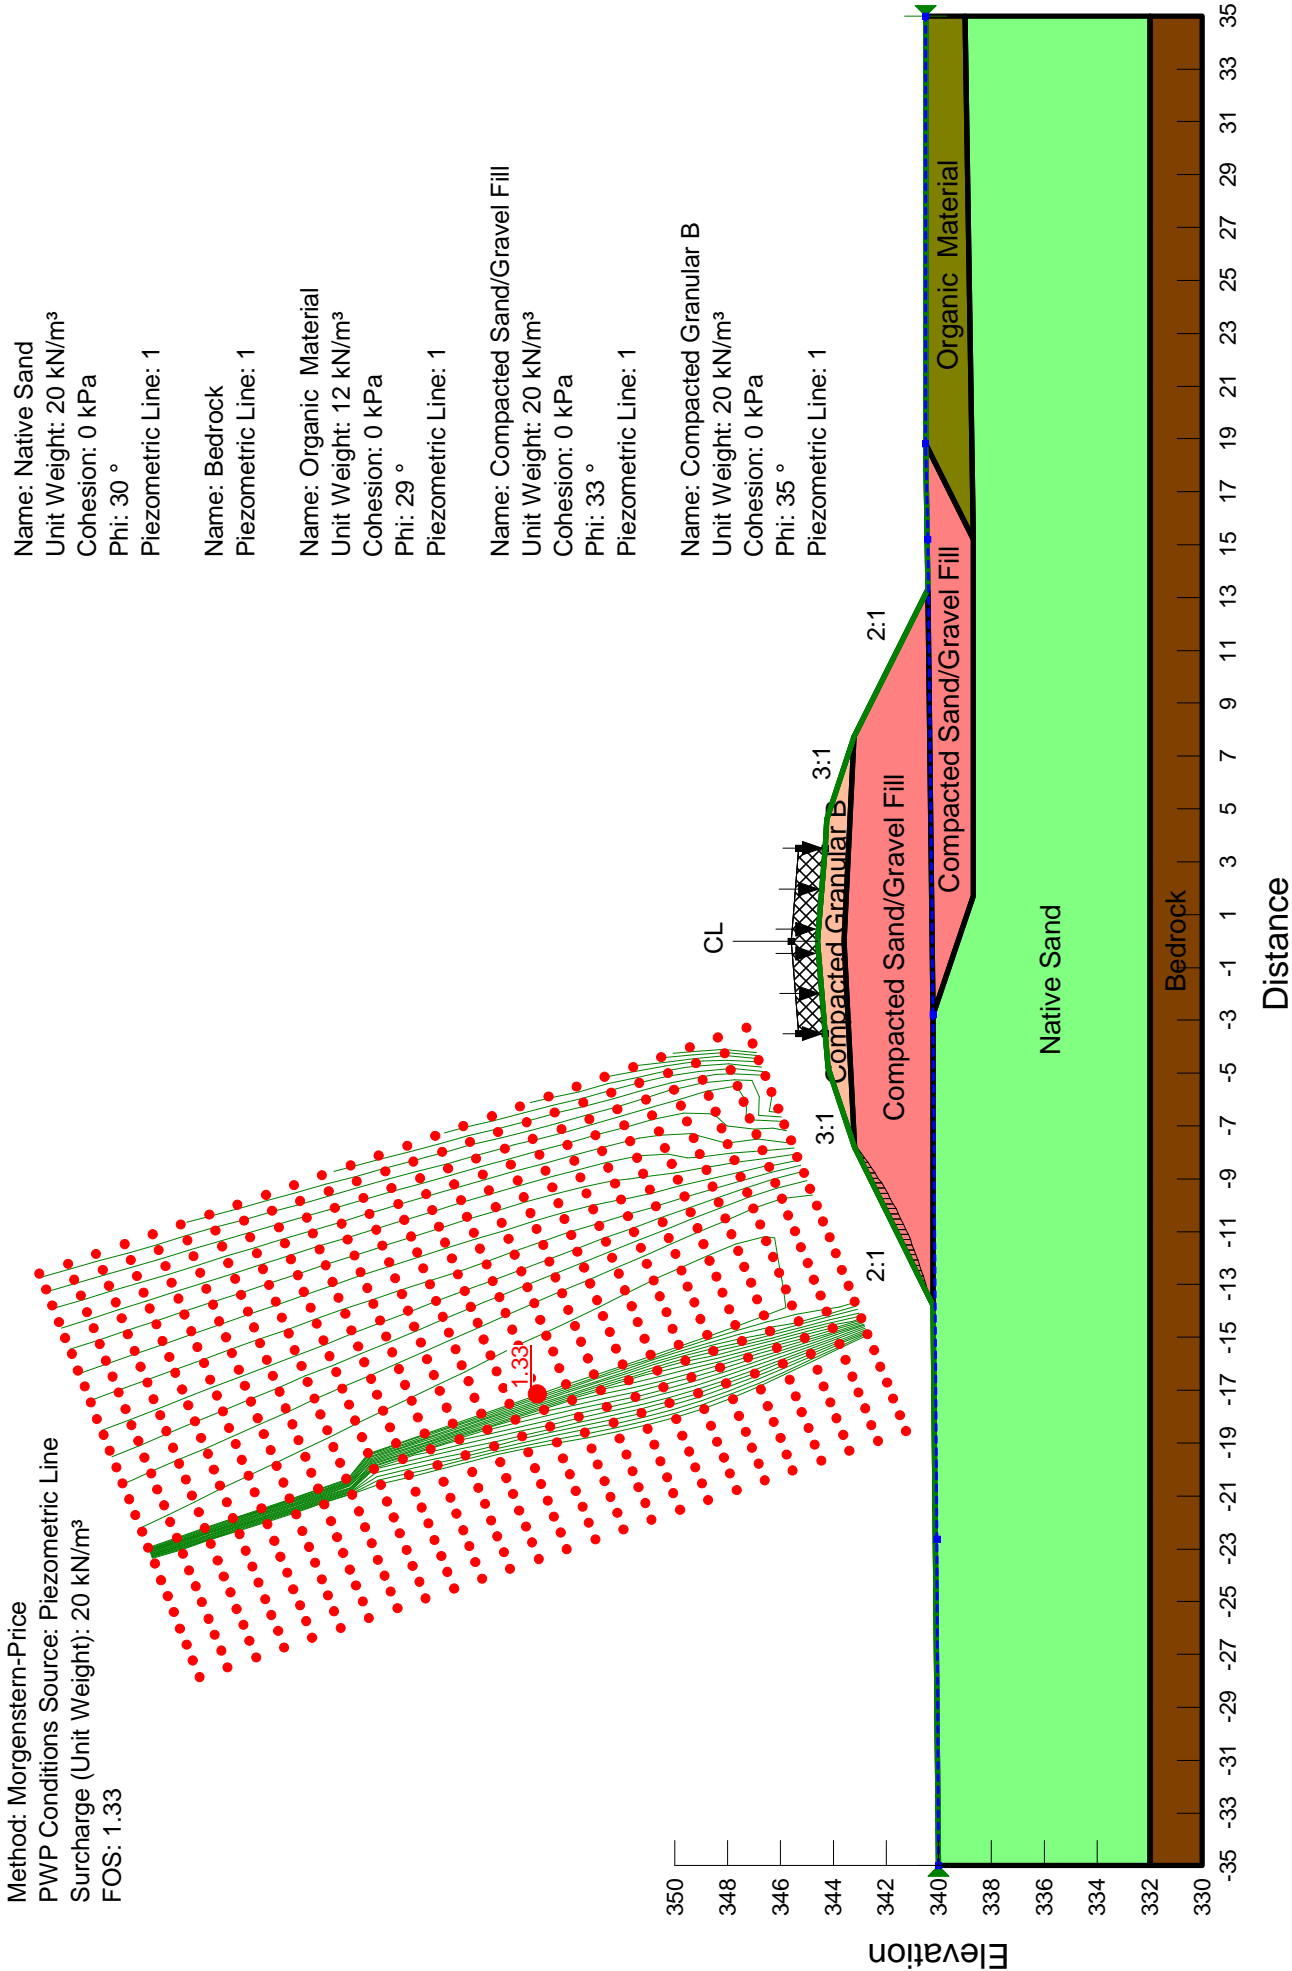 Method: Morgenstern-Price
PWP Conditions Source: Piezometric Line
Surcharge (Unit Weight): 20 kN/m³
FOS: 1.33
Name: Native Sand
Unit Weight: 20 kN/m³
Cohesion: 0 kPa
Phi: 30 °
Piezometric Line: 1
Name: Bedrock
Piezometric Line: 1
Name: Organic Material
Unit Weight: 12 kN/m³
Cohesion: 0 kPa
Phi: 29 °
Piezometric Line: 1
Name: Compacted Sand/Gravel Fill
Unit Weight: 20 kN/m³
Cohesion: 0 kPa
Phi: 33 °
Piezometric Line: 1
Name: Compacted Granular B
Unit Weight: 20 kN/m³
Cohesion: 0 kPa
Phi: 35 °
Piezometric Line: 1
1.33
CL
2:1
3:1
3:1
2:1
Compacted Granular B
Compacted Sand/Gravel Fill
Compacted Sand/Gravel Fill
Organic Material
Native Sand
Bedrock
Elevation
350
348
346
344
342
340
338
336
334
332
330
-35
-33
-31
-29
-27
-25
-23
-21
-19
-17
-15
-13
-11
-9
-7
-5
-3
-1
1
3
5
7
9
11
13
15
17
19
21
23
25
27
29
31
33
35
Distance